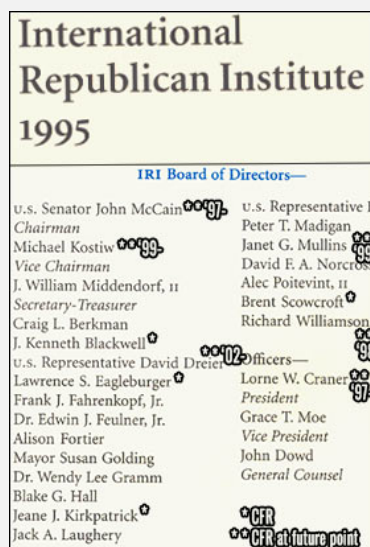 International
Republican Institute
1995
IRI Board of Directors—
U.S. Senator John McCain **'97-
Chairman
Michael Kostiw **'99-
Vice Chairman
J. William Middendorf, II
Secretary-Treasurer
Craig L. Berkman
J. Kenneth Blackwell *
U.S. Representative David Dreier **'02-
Lawrence S. Eagleburger *
Frank J. Fahrenkopf, Jr.
Dr. Edwin J. Feulner, Jr.
Alison Fortier
Mayor Susan Golding
Dr. Wendy Lee Gramm
Blake G. Hall
Jeane J. Kirkpatrick *
Jack A. Laughery
U.S. Representative
Peter T. Madigan
Janet G. Mullins **'99
David F. A. Norcross
Alec Poitevint, II
Brent Scowcroft *
Richard Williamson
Officers—
Lorne W. Craner **'97-
President
Grace T. Moe
Vice President
John Dowd
General Counsel
*CFR
**CFR at future point